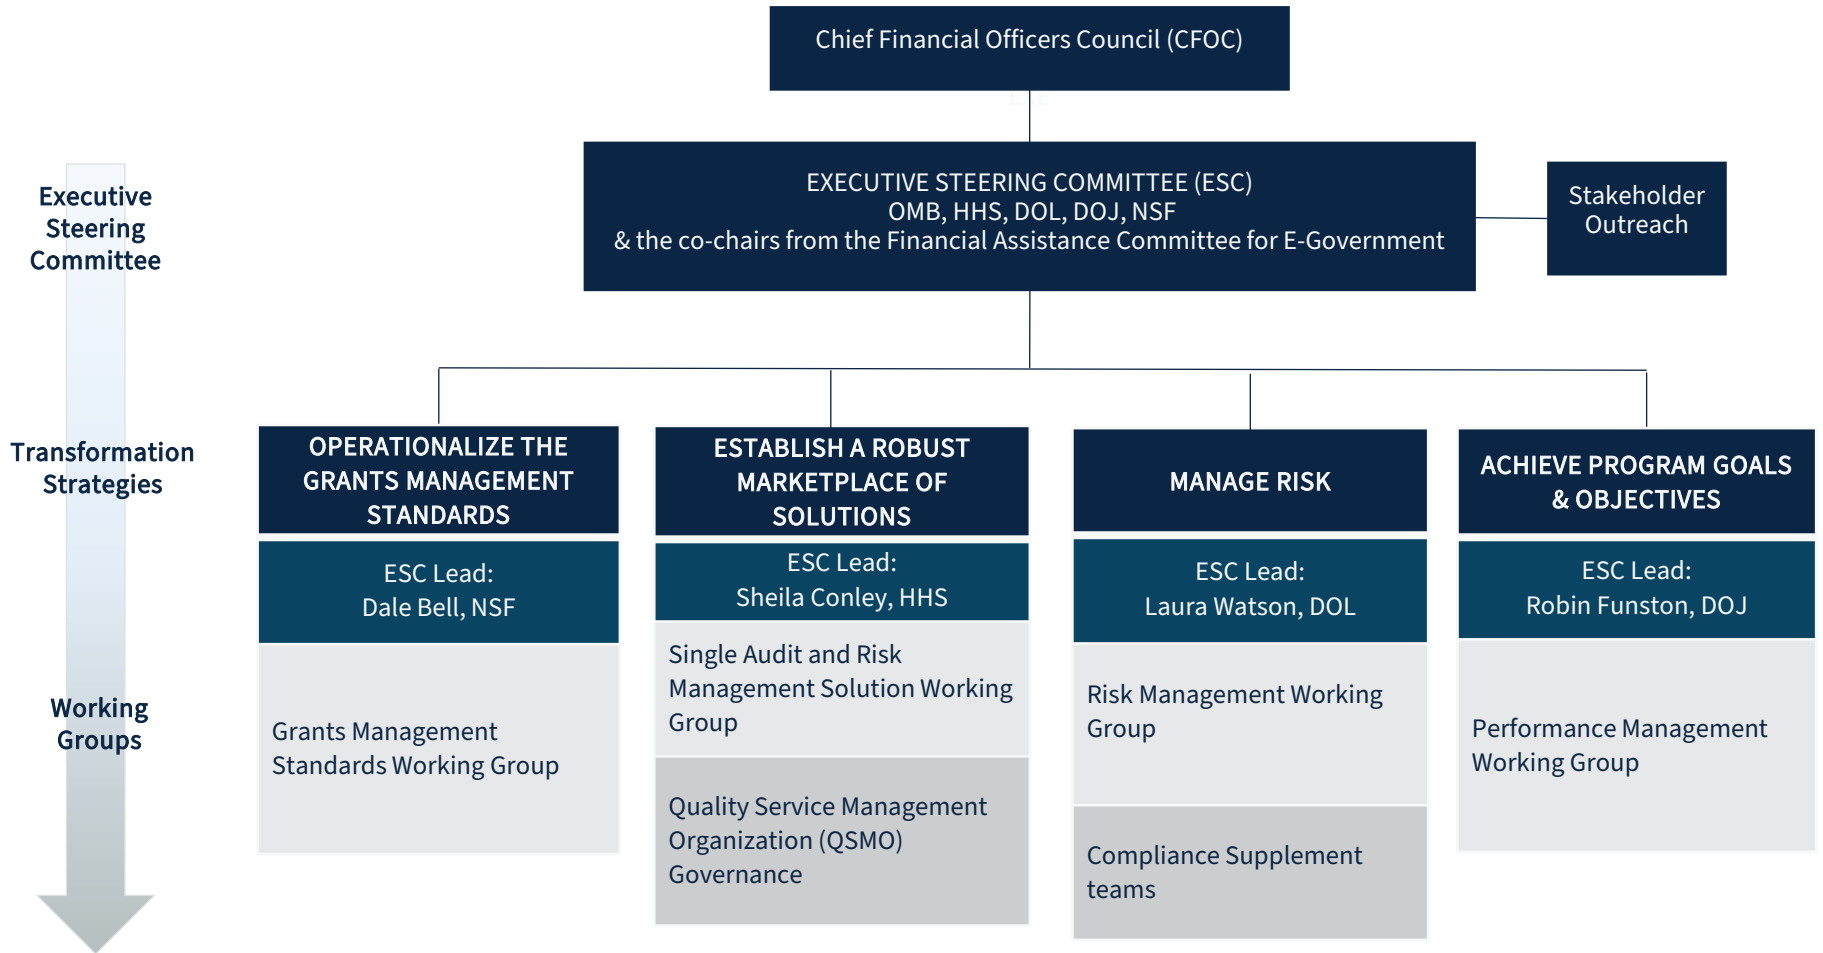 Chief Financial Officers Council (CFOC)
Executive
Steering
Committee
EXECUTIVE STEERING COMMITTEE (ESC)
OMB, HHS, DOL, DOJ, NSF
& the co-chairs from the Financial Assistance Committee for E-Government
Stakeholder
Outreach
Transformation
Strategies
OPERATIONALIZE THE
GRANTS MANAGEMENT
STANDARDS
ESC Lead:
Dale Bell, NSF
ESTABLISH A ROBUST
MARKETPLACE OF
SOLUTIONS
ESC Lead:
Sheila Conley, HHS
MANAGE RISK
ESC Lead:
Laura Watson, DOL
ACHIEVE PROGRAM GOALS
& OBJECTIVES
ESC Lead:
Robin Funston, DOJ
Working
Groups
Grants Management
Standards Working Group
Single Audit and Risk
Management Solution Working
Group
Quality Service Management
Organization (QSMO)
Governance
Risk Management Working
Group
Compliance Supplement
teams
Performance Management
Working Group